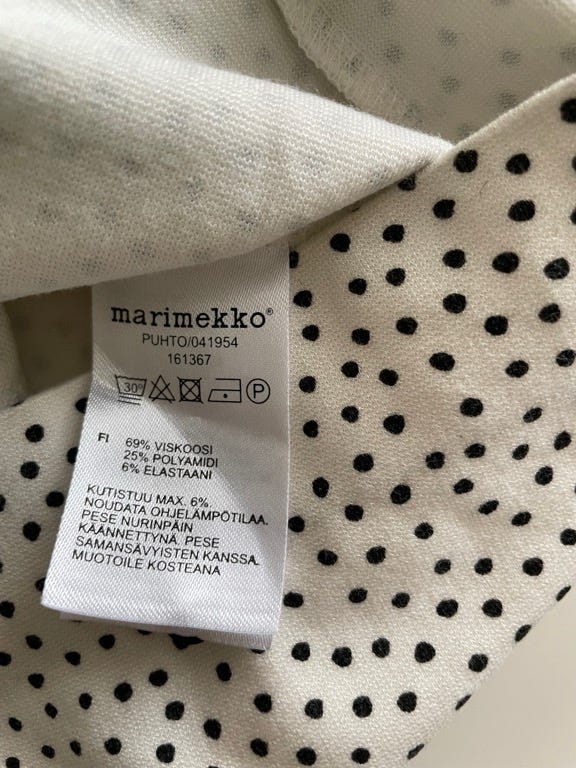 marimekko®
PUHTO/041954
161367
30°
P
FI 69% VISKOOSI
25% POLYAMIDI
6% ELASTAANI
KUTISTUU MAX. 6%
NOUDATA OHJELÄMPÖTILAA.
PESE NURINPÄIN
KÄÄNNETTYNÄ. PESE
SAMANSÄVYISTEN KANSSA.
MUOTOILE KOSTEANA